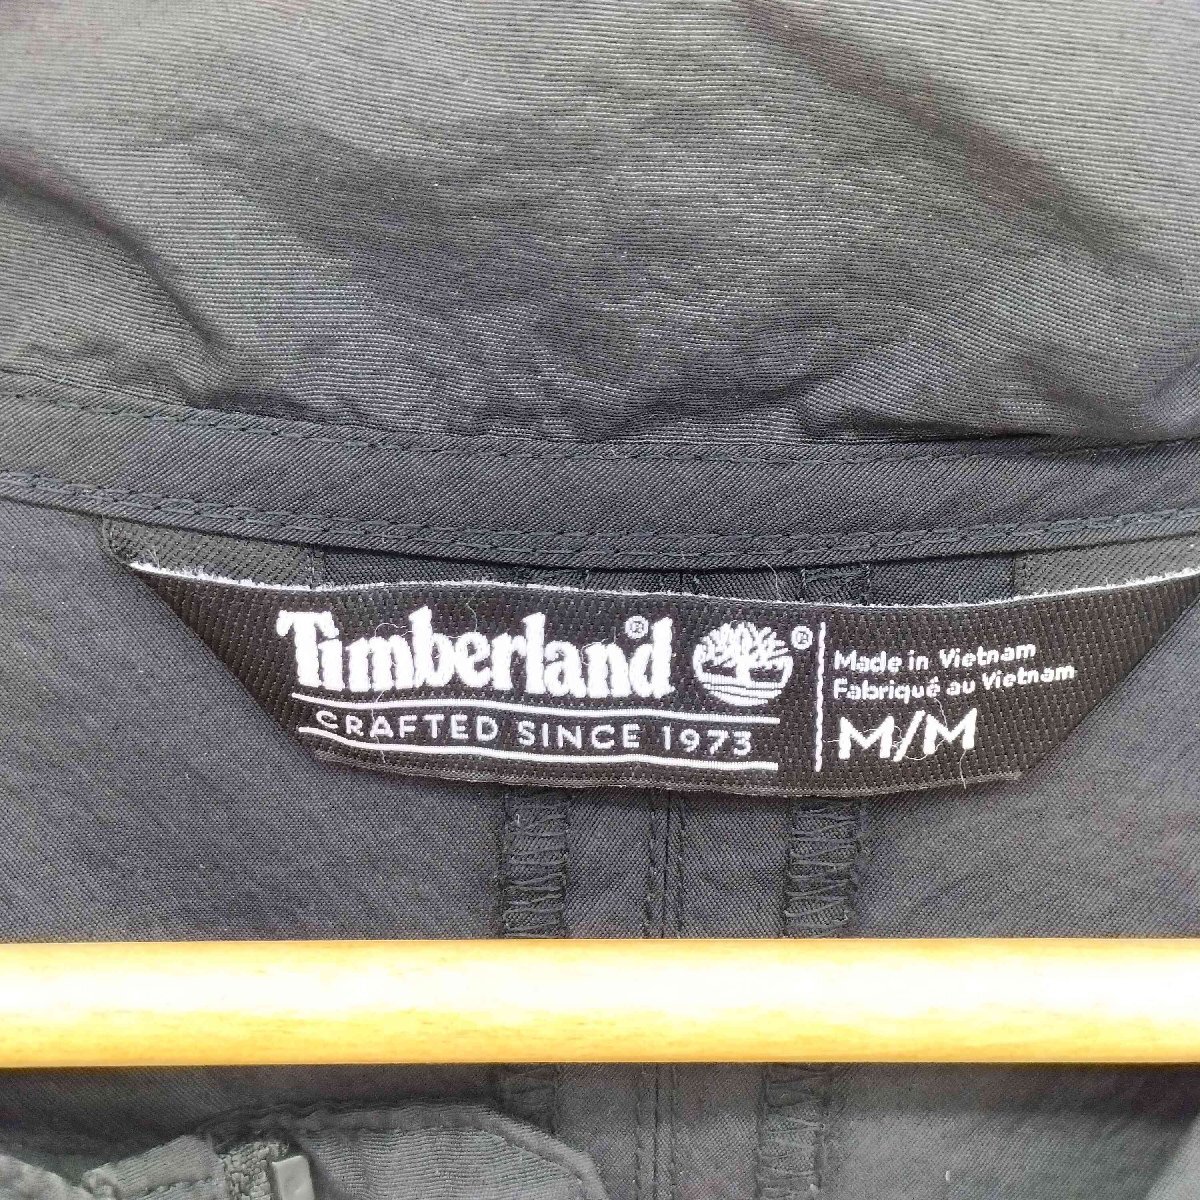 Timberland® ®
CRAFTED SINCE 1973
Made in Vietnam
Fabriqué au Vietnam
M/M